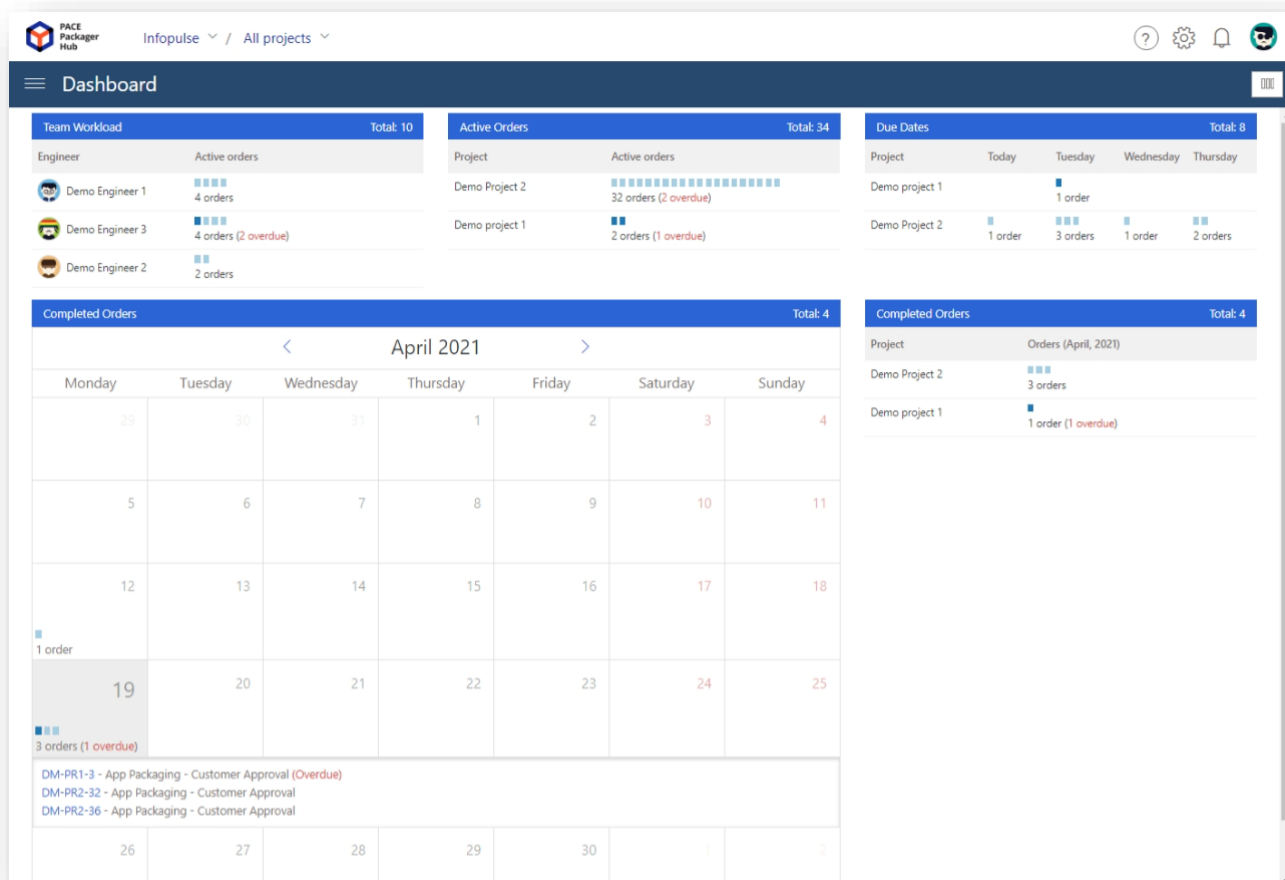 PACE
Packager
Hub
Infopulse / All projects
?
Dashboard
Team Workload Total: 10
Engineer Active orders
Demo Engineer 1
4 orders
Demo Engineer 3
4 orders (2 overdue)
Demo Engineer 2
2 orders
Active Orders Total: 34
Project Active orders
Demo Project 2
32 orders (2 overdue)
Demo project 1
2 orders (1 overdue)
Due Dates Total: 8
Project Today Tuesday Wednesday Thursday
Demo project 1
1 order
Demo Project 2
1 order 3 orders 1 order 2 orders
Completed Orders Total: 4
April 2021
Monday Tuesday Wednesday Thursday Friday Saturday Sunday
29 30 31 1 2 3 4
5 6 7 8 9 10 11
12 13 14 15 16 17 18
1 order
19 20 21 22 23 24 25
3 orders (1 overdue)
DM-PR1-3 - App Packaging - Customer Approval (Overdue)
DM-PR2-32 - App Packaging - Customer Approval
DM-PR2-36 - App Packaging - Customer Approval
26 27 28 29 30 1 2
Completed Orders Total: 4
Project Orders (April, 2021)
Demo Project 2
3 orders
Demo project 1
1 order (1 overdue)